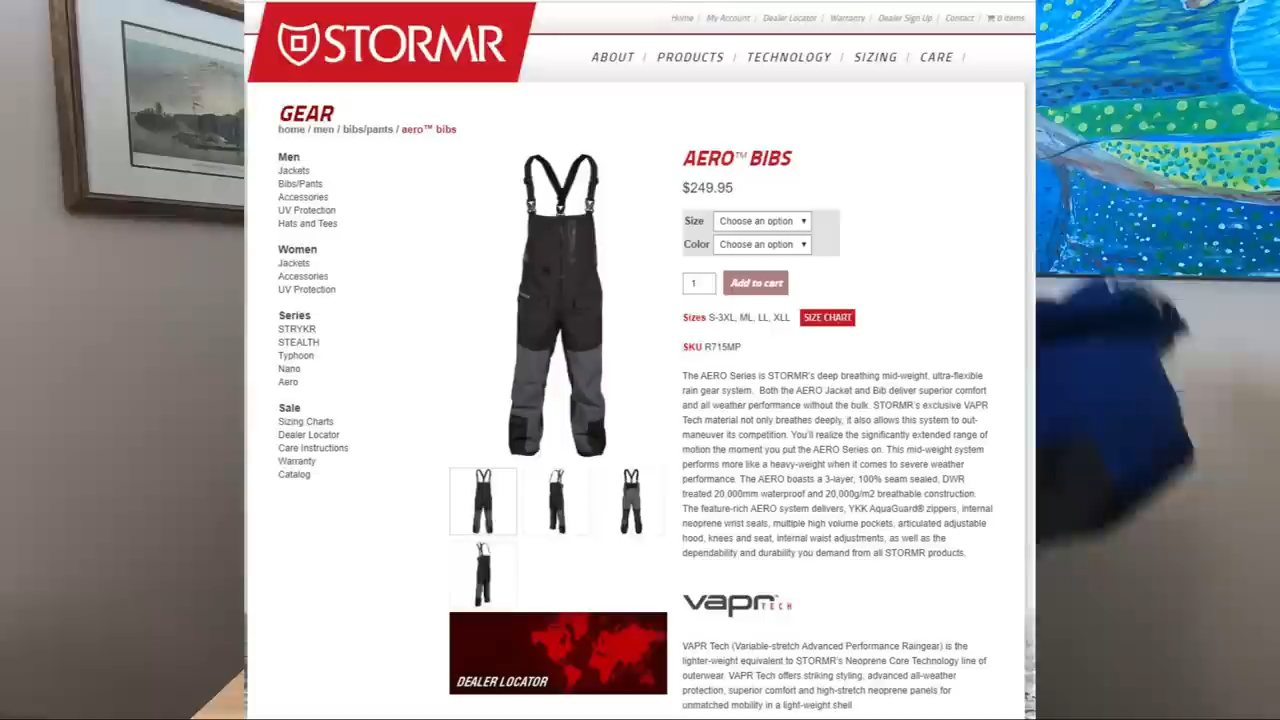 Home / My Account / Dealer Locator / Warranty / Dealer Sign Up / Contact / 0 items
STORMR
ABOUT / PRODUCTS / TECHNOLOGY / SIZING / CARE /
GEAR
home / men / bibs/pants / aero™ bibs
Men
Jackets
Bibs/Pants
Accessories
UV Protection
Hats and Tees
Women
Jackets
Accessories
UV Protection
Series
STRYKR
STEALTH
Typhoon
Nano
Aero
Sale
Sizing Charts
Dealer Locator
Care Instructions
Warranty
Catalog
DEALER LOCATOR
AERO™ BIBS
$249.95
Size Choose an option
Color Choose an option
1 Add to cart
Sizes S-3XL, ML, LL, XLL SIZE CHART
SKU R715MP
The AERO Series is STORMR's deep breathing mid-weight, ultra-flexible
rain gear system. Both the AERO Jacket and Bib deliver superior comfort
and all weather performance without the bulk. STORMR's exclusive VAPR
Tech material not only breathes deeply, it also allows this system to out-
maneuver its competition. You'll realize the significantly extended range of
motion the moment you put the AERO Series on. This mid-weight system
performs more like a heavy-weight when it comes to severe weather
performance. The AERO boasts a 3-layer, 100% seam sealed, DWR
treated 20,000mm waterproof and 20,000g/m2 breathable construction.
The feature-rich AERO system delivers, YKK AquaGuard® zippers, internal
neoprene wrist seals, multiple high volume pockets, articulated adjustable
hood, knees and seat, internal waist adjustments, as well as the
dependability and durability you demand from all STORMR products.
vapr TECH
VAPR Tech (Variable-stretch Advanced Performance Raingear) is the
lighter-weight equivalent to STORMR's Neoprene Core Technology line of
outerwear. VAPR Tech offers striking styling, advanced all-weather
protection, superior comfort and high-stretch neoprene panels for
unmatched mobility in a light-weight shell